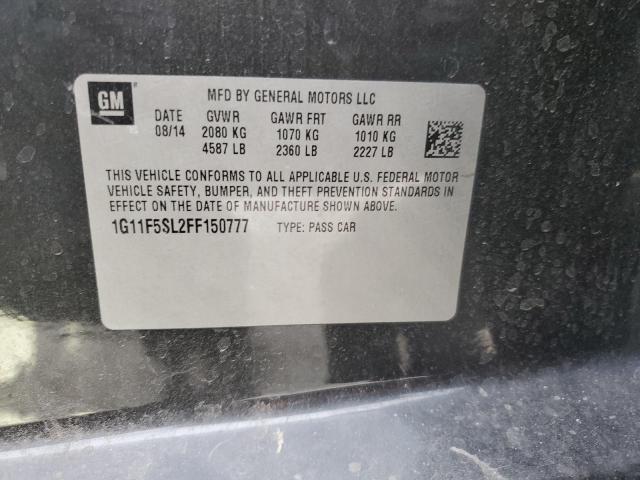 GM
MFD BY GENERAL MOTORS LLC
DATE GVWR GAWR FRT GAWR RR
08/14 2080 KG 1070 KG 1010 KG
4587 LB 2360 LB 2227 LB
THIS VEHICLE CONFORMS TO ALL APPLICABLE U.S. FEDERAL MOTOR
VEHICLE SAFETY, BUMPER, AND THEFT PREVENTION STANDARDS IN
EFFECT ON THE DATE OF MANUFACTURE SHOWN ABOVE.
1G11F5SL2FF150777 TYPE: PASS CAR